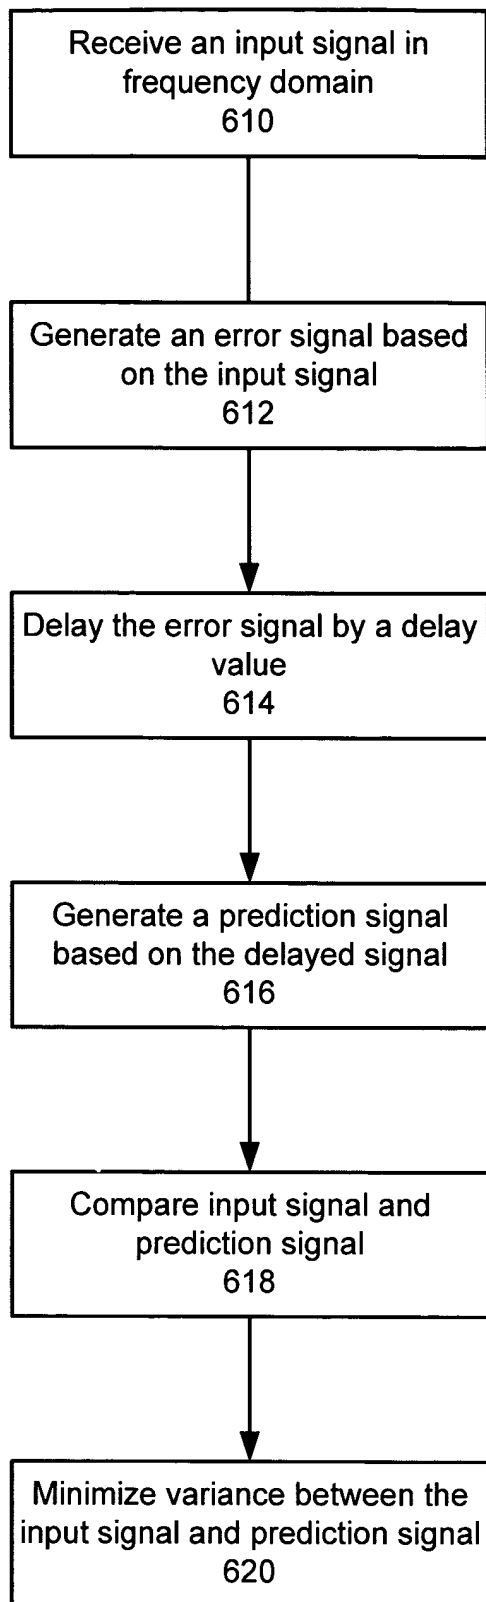 Receive an input signal in
frequency domain
610
Generate an error signal based
on the input signal
612
Delay the error signal by a delay
value
614
Generate a prediction signal
based on the delayed signal
616
Compare input signal and
prediction signal
618
Minimize variance between the
input signal and prediction signal
620